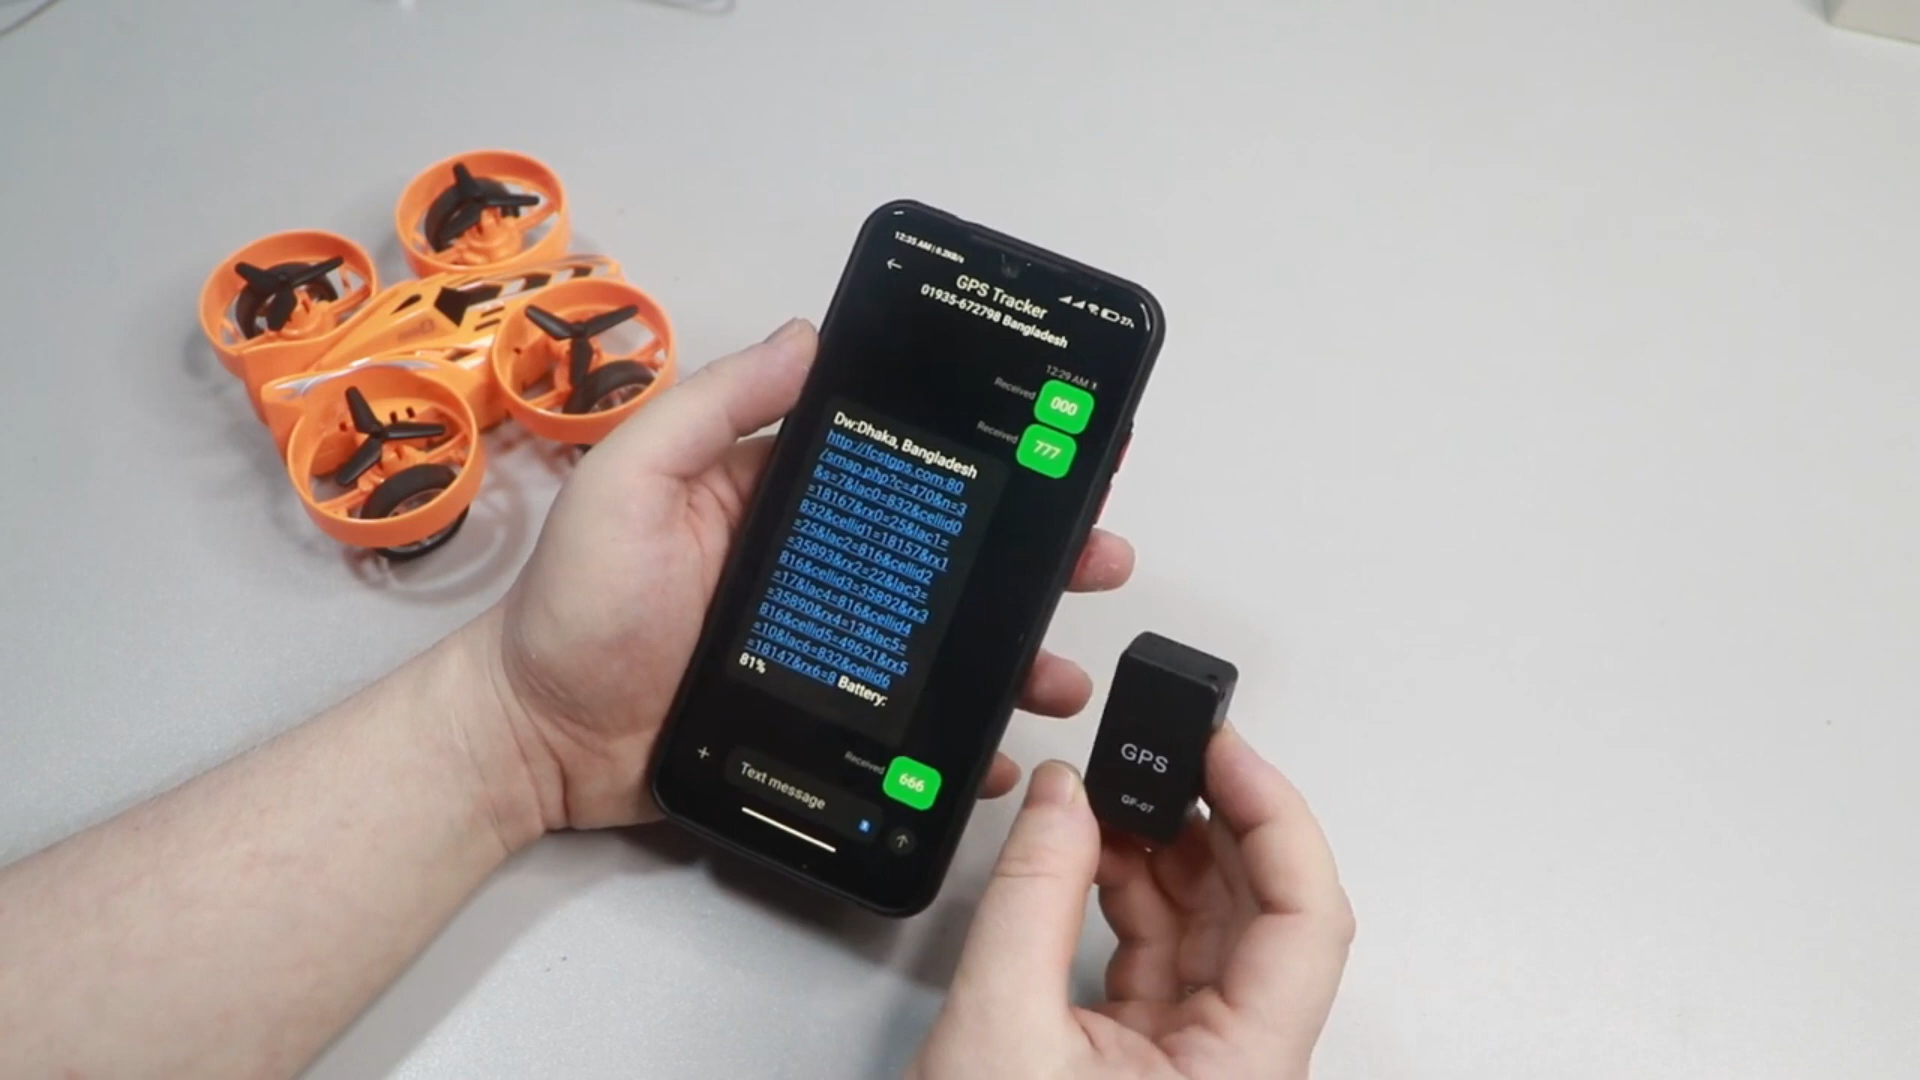 12:35 AM | 0.2KB/s
27%
GPS Tracker
01935-672798 Bangladesh
12:29 AM
Received
000
Received
777
Dw:Dhaka, Bangladesh
http://fcstgps.com:80
/smap.php?c=470&n=3
&s=7&lac0=832&cellid0
=18167&rx0=25&lac1=
832&cellid1=18157&rx1
=25&lac2=816&cellid2
=35893&rx2=22&lac3=
816&cellid3=35892&rx3
=17&lac4=816&cellid4
=35890&rx4=13&lac5=
816&cellid5=49621&rx5
=10&lac6=832&cellid6
=18147&rx6=8 Battery:
81%
Received
666
Text message
GPS
GF-07